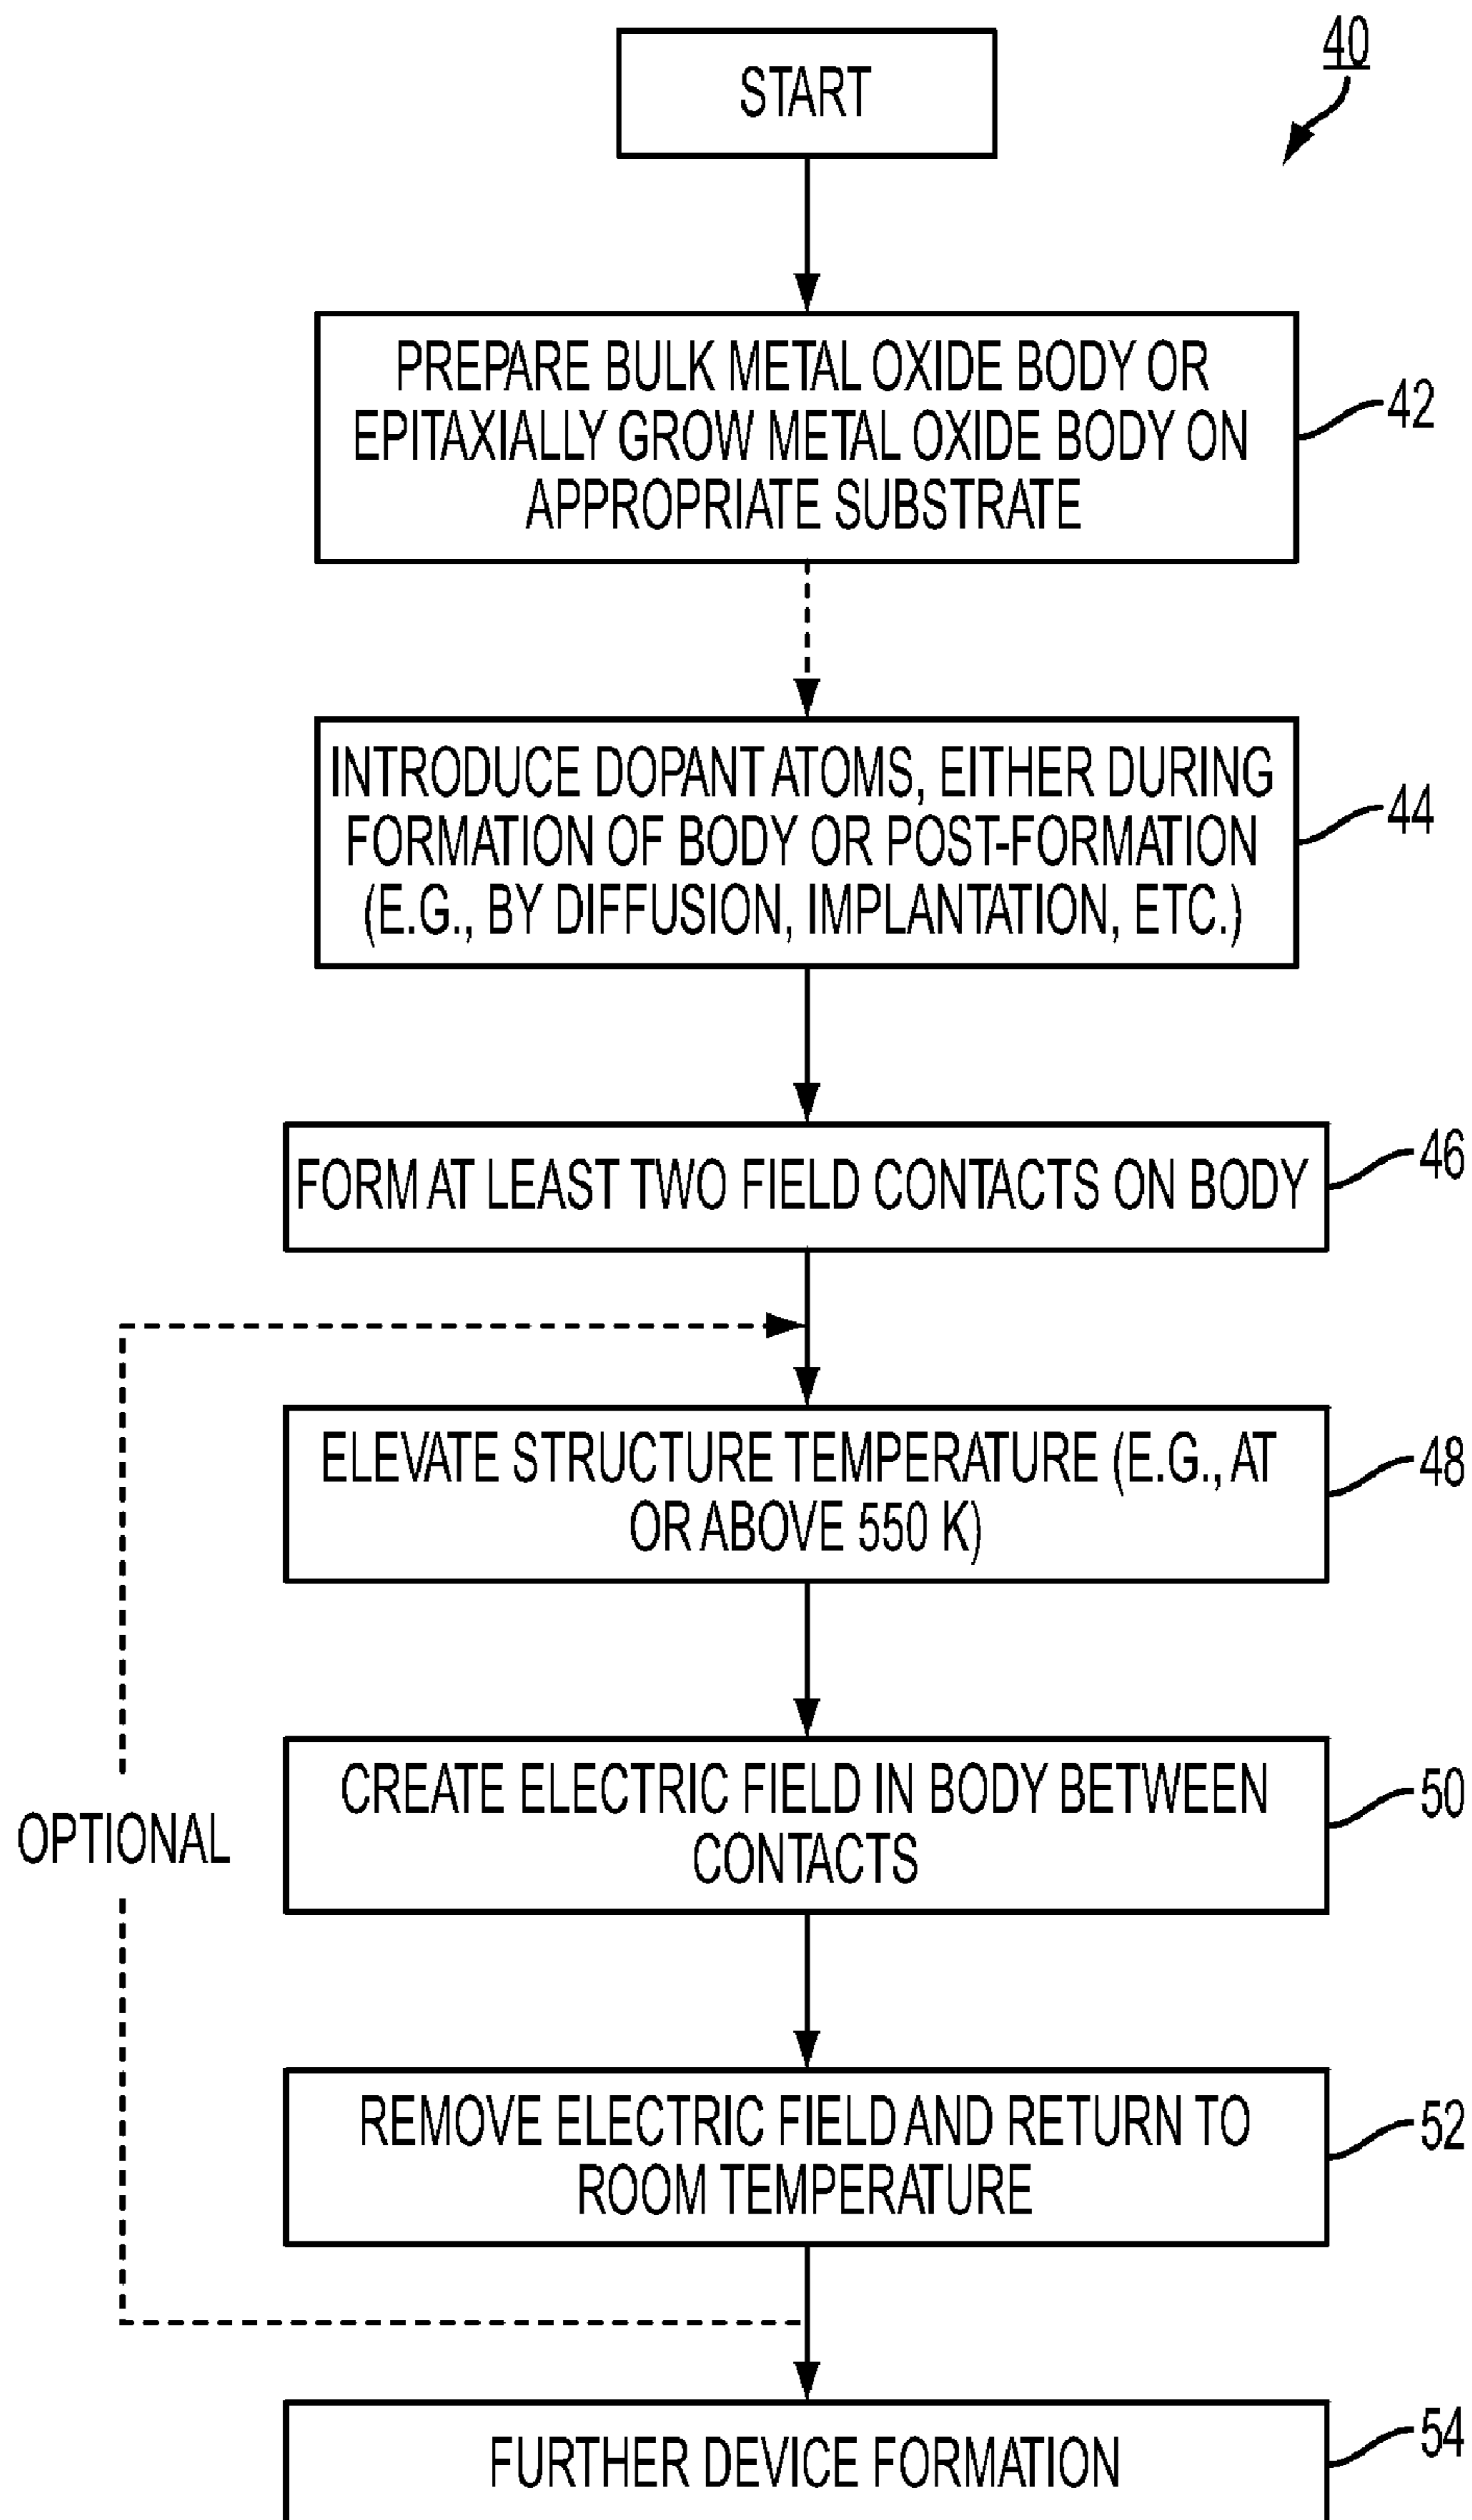 40
START
PREPARE BULK METAL OXIDE BODY OR
EPITAXIALLY GROW METAL OXIDE BODY ON
APPROPRIATE SUBSTRATE
42
INTRODUCE DOPANT ATOMS, EITHER DURING
FORMATION OF BODY OR POST-FORMATION
(E.G., BY DIFFUSION, IMPLANTATION, ETC.)
44
FORM AT LEAST TWO FIELD CONTACTS ON BODY
46
ELEVATE STRUCTURE TEMPERATURE (E.G., AT
OR ABOVE 550 K)
48
CREATE ELECTRIC FIELD IN BODY BETWEEN
CONTACTS
50
OPTIONAL
REMOVE ELECTRIC FIELD AND RETURN TO
ROOM TEMPERATURE
52
FURTHER DEVICE FORMATION
54